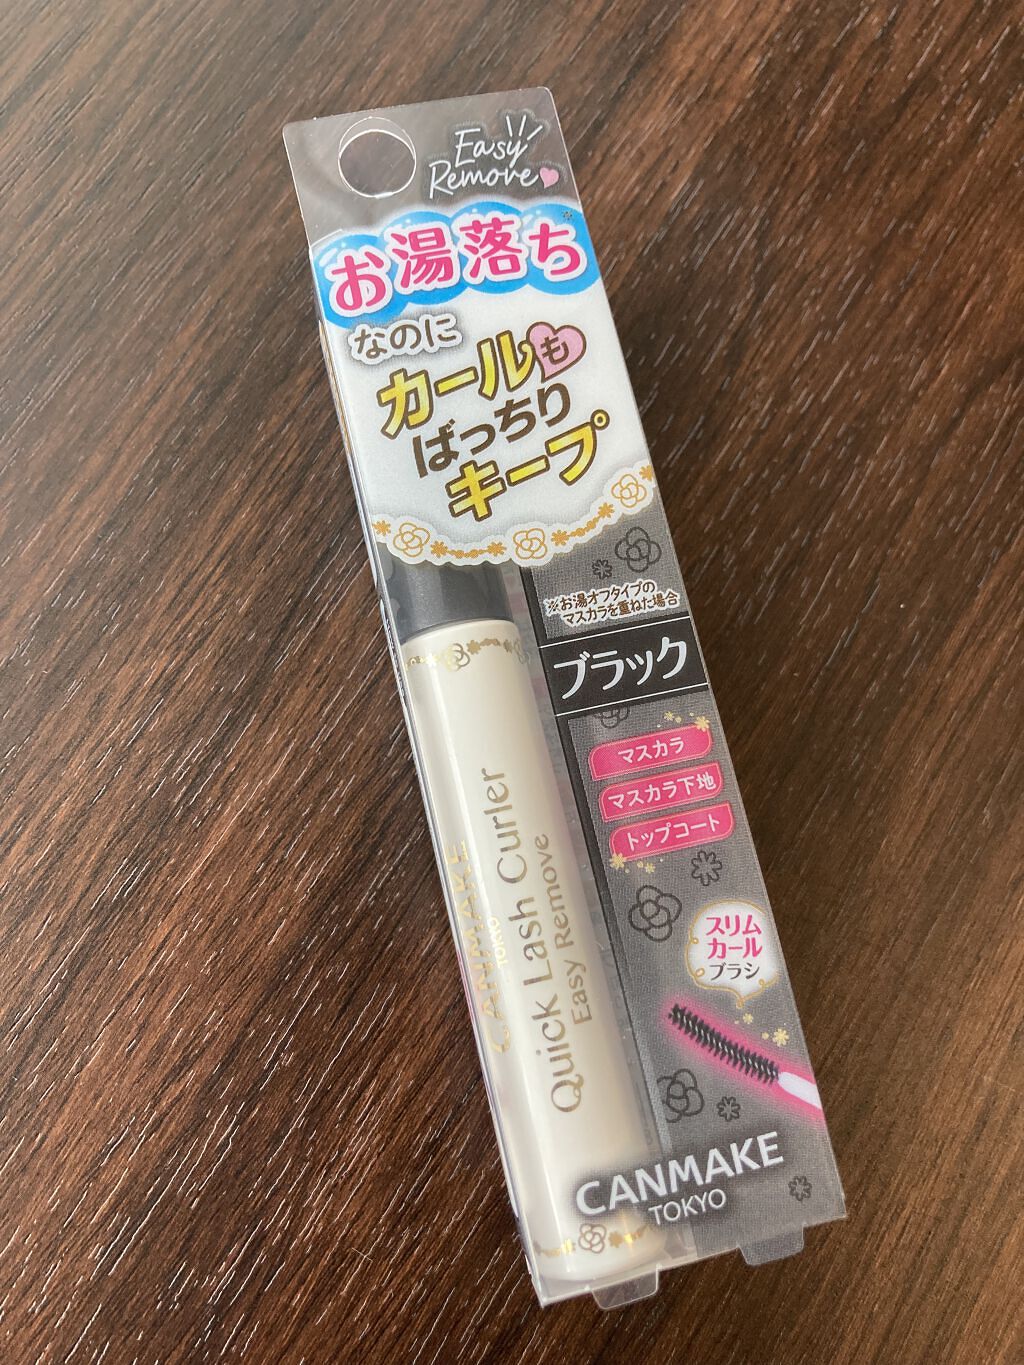 Easy
Remove
お湯落ち※
なのに
カールも
ばっちり
キープ
※お湯オフタイプの
マスカラを重ねた場合
ブラック
マスカラ
マスカラ下地
トップコート
スリム
カール
ブラシ
CANMAKE
TOKYO
Quick Lash Curler
Easy Remove
CANMAKE
TOKYO